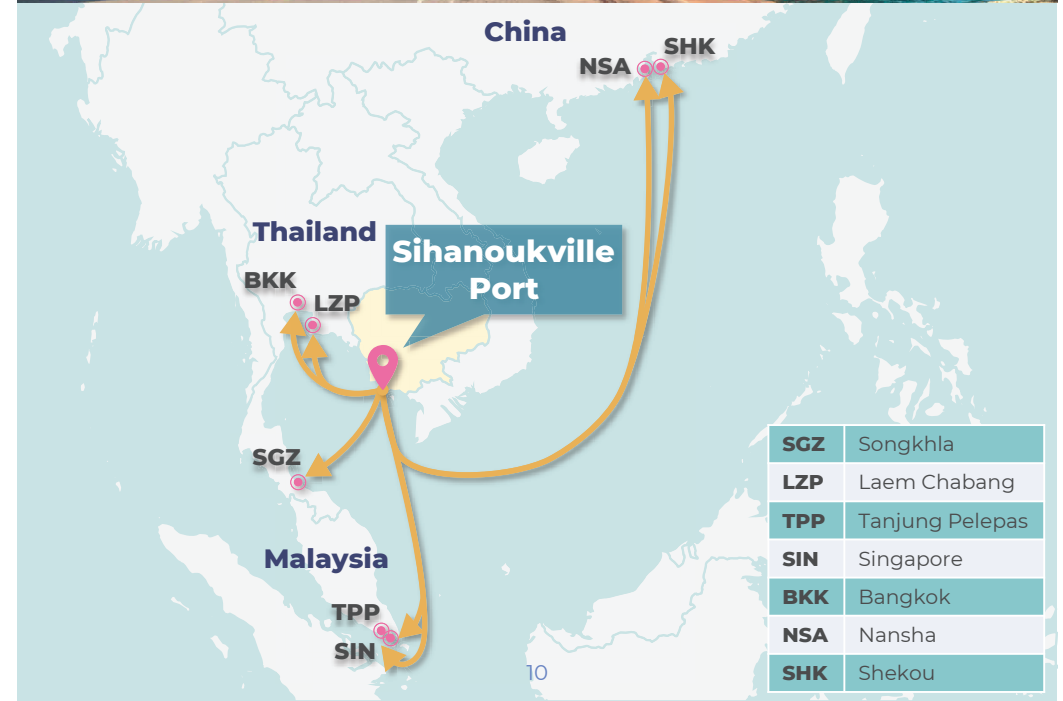 China
SHK
NSA
Thailand
Sihanoukville
Port
BKK
LZP
SGZ
Malaysia
TPP
SIN
SGZ Songkhla
LZP Laem Chabang
TPP Tanjung Pelepas
SIN Singapore
BKK Bangkok
NSA Nansha
SHK Shekou
10